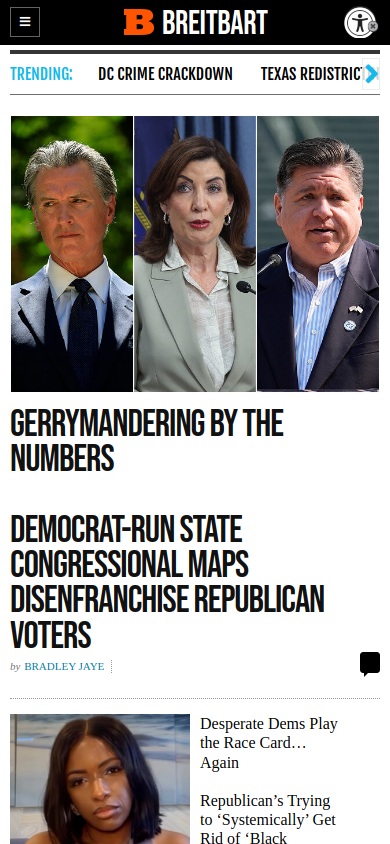 BREITBART
TRENDING: DC CRIME CRACKDOWN TEXAS REDISTRIC
GERRYMANDERING BY THE
NUMBERS
DEMOCRAT-RUN STATE
CONGRESSIONAL MAPS
DISENFRANCHISE REPUBLICAN
VOTERS
by BRADLEY JAYE
Desperate Dems Play
the Race Card…
Again
Republican’s Trying
to ‘Systemically’ Get
Rid of ‘Black